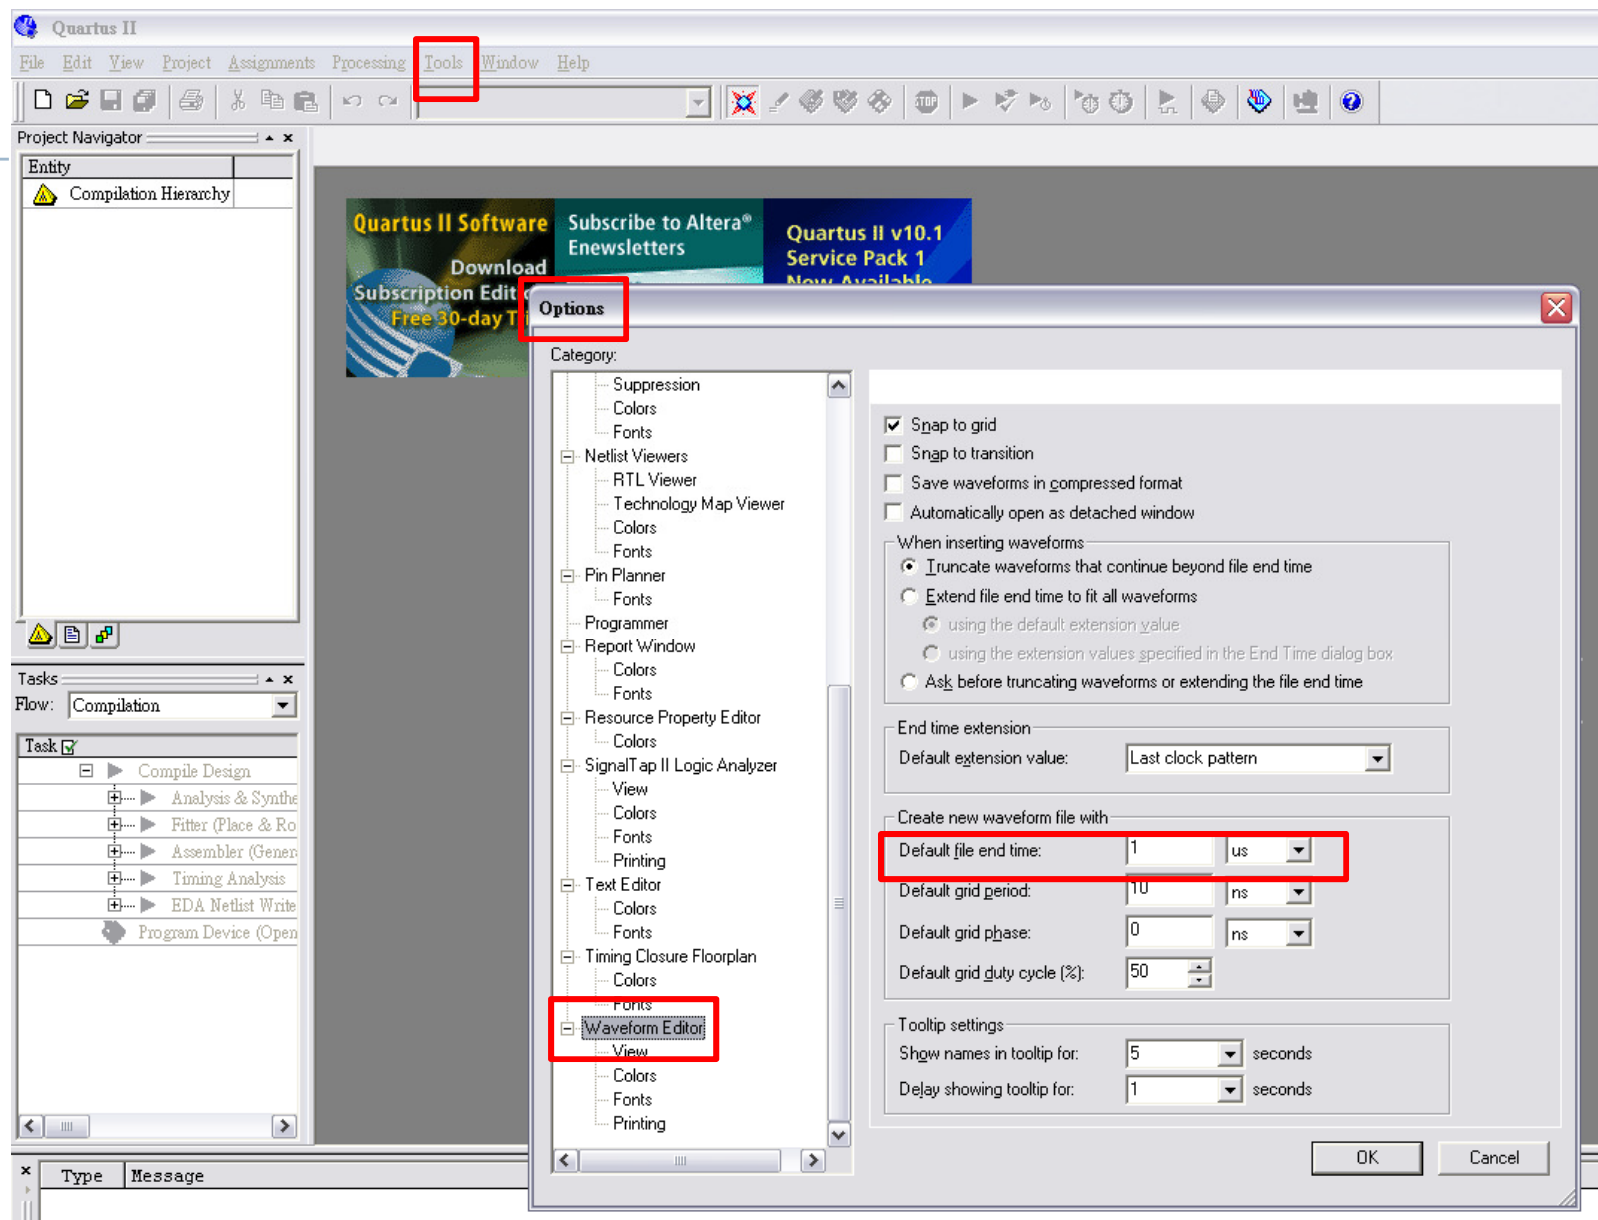 Quartus II
File Edit View Project Assignments Processing Tools Window Help
STOP
Project Navigator
Entity
Compilation Hierarchy
Quartus II Software
Download
Subscription Editi
Free 30-day T
Subscribe to Altera®
Enewsletters
Quartus II v10.1
Service Pack 1
Now Available
Tasks
Flow: Compilation
Task
Compile Design
Analysis & Synthe
Fitter (Place & Ro
Assembler (Gener
Timing Analysis
EDA Netlist Write
Program Device (Open
Type Message
Options
Category:
Suppression
Colors
Fonts
Netlist Viewers
RTL Viewer
Technology Map Viewer
Colors
Fonts
Pin Planner
Fonts
Programmer
Report Window
Colors
Fonts
Resource Property Editor
Colors
SignalTap II Logic Analyzer
View
Colors
Fonts
Printing
Text Editor
Colors
Fonts
Timing Closure Floorplan
Colors
Fonts
Waveform Editor
View
Colors
Fonts
Printing
Snap to grid
Snap to transition
Save waveforms in compressed format
Automatically open as detached window
When inserting waveforms
Truncate waveforms that continue beyond file end time
Extend file end time to fit all waveforms
using the default extension value
using the extension values specified in the End Time dialog box
Ask before truncating waveforms or extending the file end time
End time extension
Default extension value: Last clock pattern
Create new waveform file with
Default file end time: 1 us
Default grid period: 10 ns
Default grid phase: 0 ns
Default grid duty cycle (%): 50
Tooltip settings
Show names in tooltip for: 5 seconds
Delay showing tooltip for: 1 seconds
OK Cancel